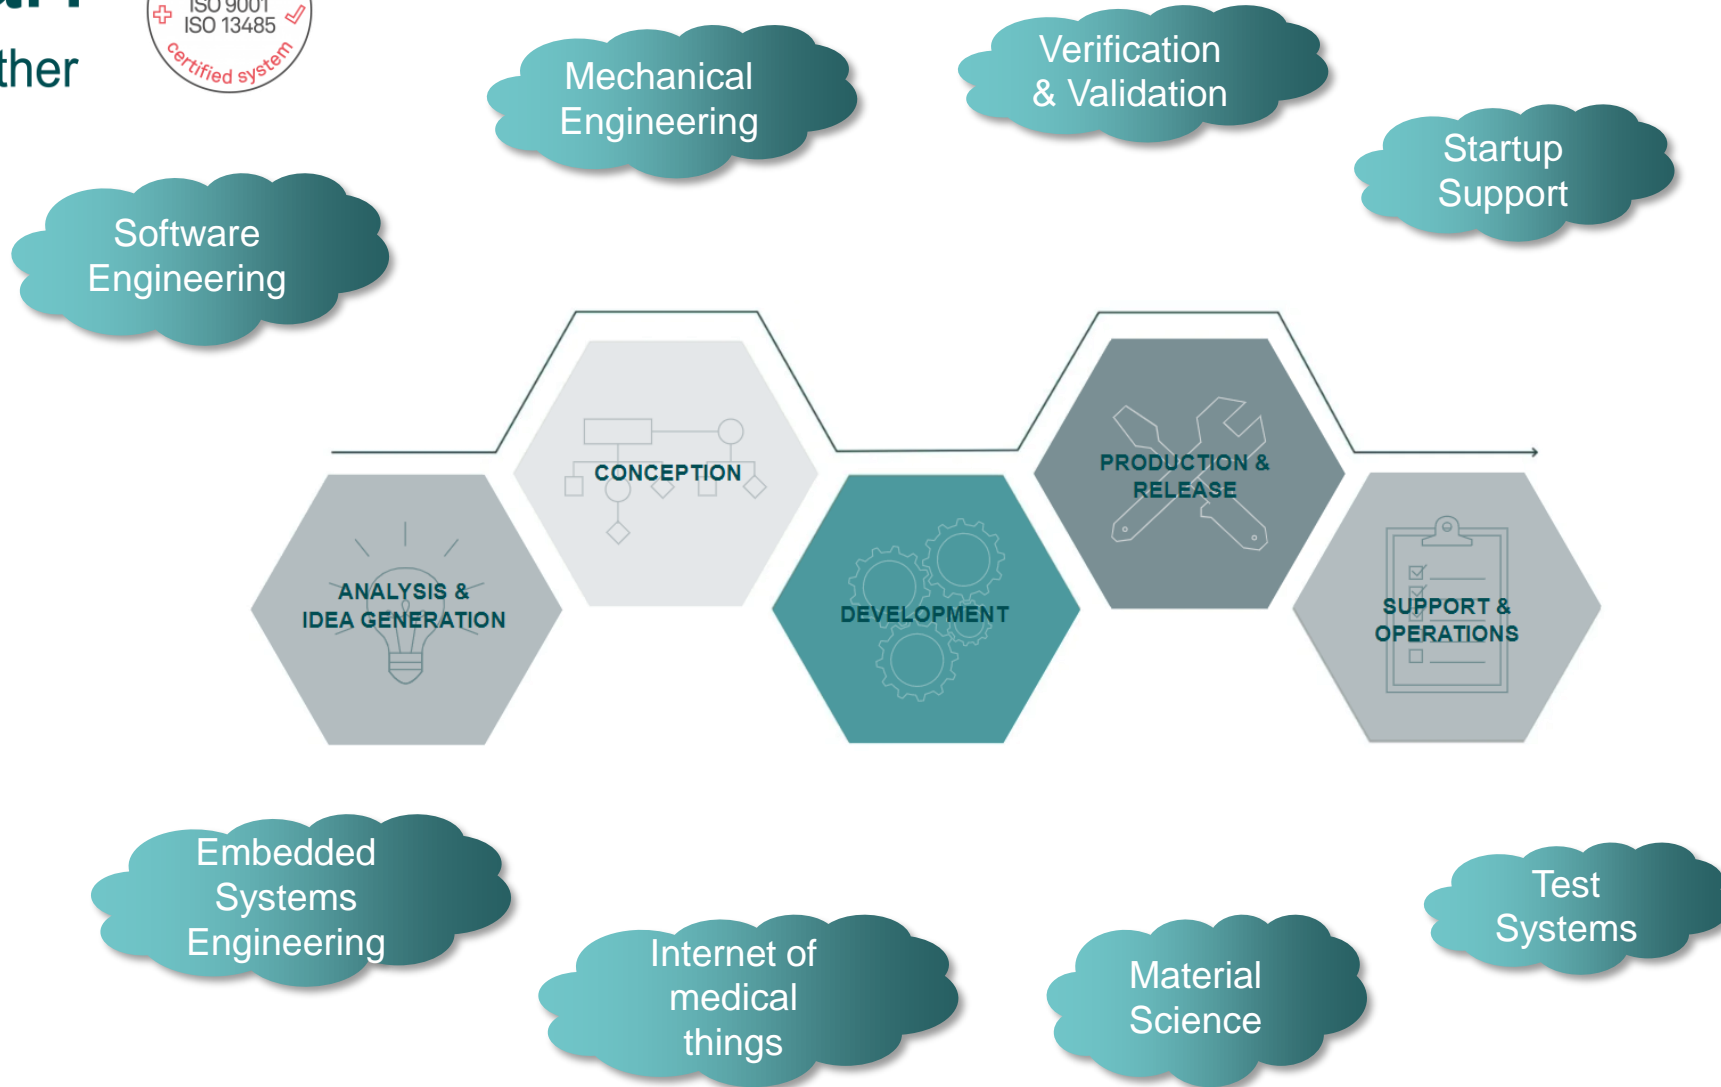 ther
ISO 9001
ISO 13485
certified system
Mechanical
Engineering
Verification
& Validation
Startup
Support
Software
Engineering
CONCEPTION
PRODUCTION &
RELEASE
ANALYSIS &
IDEA GENERATION
DEVELOPMENT
SUPPORT &
OPERATIONS
Embedded
Systems
Engineering
Internet of
medical
things
Material
Science
Test
Systems